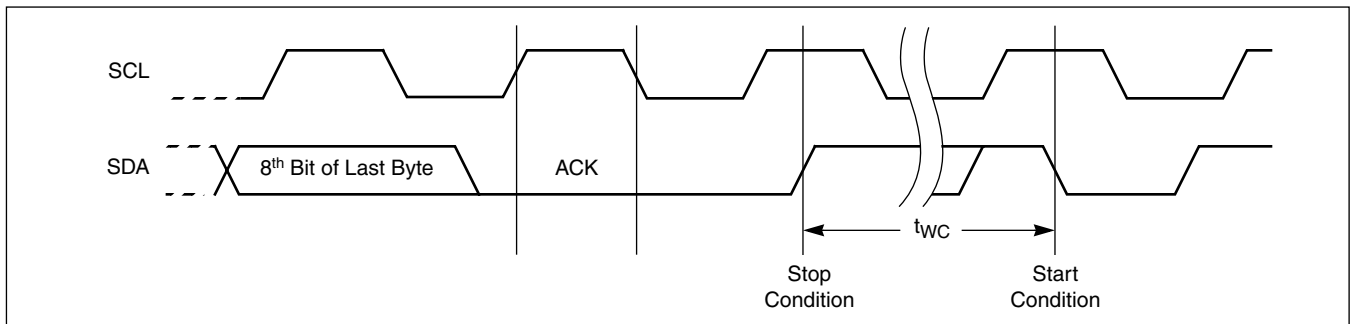 SCL
SDA
8th Bit of Last Byte
ACK
tWC
Stop
Condition
Start
Condition